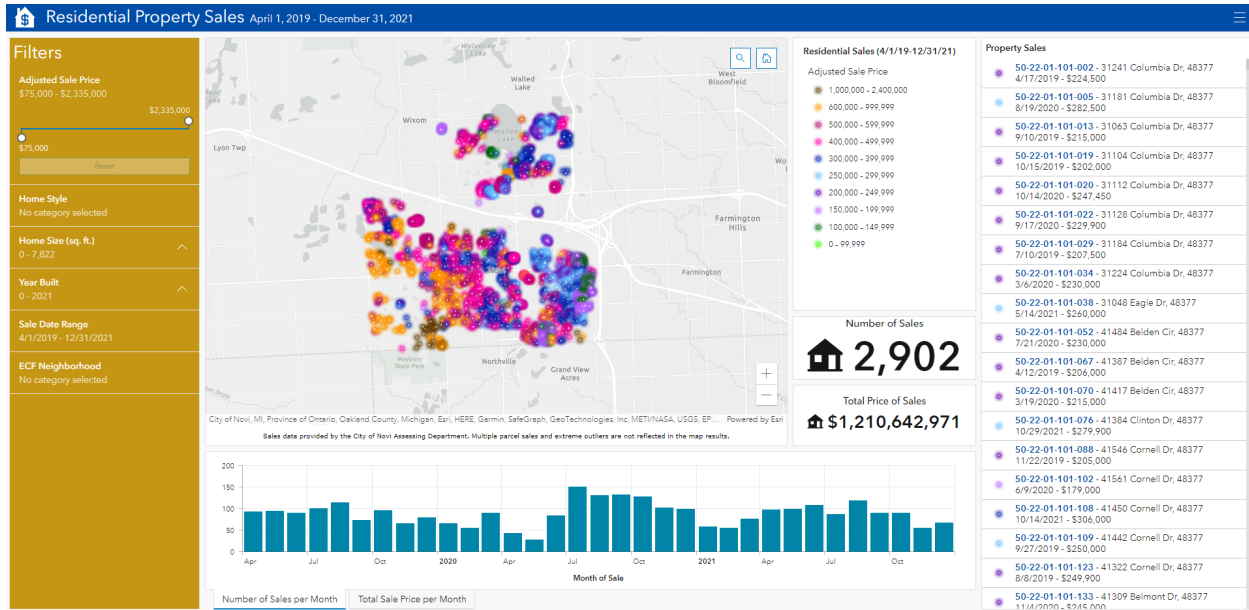 Residential Property Sales April 1, 2019 - December 31, 2021
Filters
Adjusted Sale Price
$75,000 - $2,335,000
$2,335,000
$75,000
Reset
Home Style
No category selected
Home Size (sq. ft.)
0 - 7,822
Year Built
0 - 2021
Sale Date Range
4/1/2019 - 12/31/2021
ECF Neighborhood
No category selected
Wolverine
Lake
Walled
Lake
West
Bloomfield
Wixom
Walled
Lake
Lyon Twp
Farmington
Hills
Farmington
Maybury
State Park
Northville
Grand View
Acres
City of Novi, MI, Province of Ontario, Oakland County, Michigan, Esri, HERE, Garmin, SafeGraph, GeoTechnologies, Inc, METI/NASA, USGS, EP... Powered by Esri
Sales data provided by the City of Novi Assessing Department. Multiple parcel sales and extreme outliers are not reflected in the map results.
Residential Sales (4/1/19-12/31/21)
Adjusted Sale Price
1,000,000 - 2,400,000
600,000 - 999,999
500,000 - 599,999
400,000 - 499,999
300,000 - 399,999
250,000 - 299,999
200,000 - 249,999
150,000 - 199,999
100,000 - 149,999
0 - 99,999
Number of Sales
2,902
Total Price of Sales
$1,210,642,971
200
150
100
50
0
Apr Jul Oct 2020 Apr Jul Oct 2021 Apr Jul Oct
Month of Sale
Number of Sales per Month Total Sale Price per Month
Property Sales
50-22-01-101-002 - 31241 Columbia Dr, 48377
4/17/2019 - $224,500
50-22-01-101-005 - 31181 Columbia Dr, 48377
8/19/2020 - $282,500
50-22-01-101-013 - 31063 Columbia Dr, 48377
9/10/2019 - $215,000
50-22-01-101-019 - 31104 Columbia Dr, 48377
10/15/2019 - $202,000
50-22-01-101-020 - 31112 Columbia Dr, 48377
10/14/2020 - $247,450
50-22-01-101-022 - 31128 Columbia Dr, 48377
9/17/2020 - $229,900
50-22-01-101-029 - 31184 Columbia Dr, 48377
7/10/2019 - $207,500
50-22-01-101-034 - 31224 Columbia Dr, 48377
3/6/2020 - $230,000
50-22-01-101-038 - 31048 Eagle Dr, 48377
5/14/2021 - $260,000
50-22-01-101-052 - 41484 Belden Cir, 48377
7/21/2020 - $230,000
50-22-01-101-067 - 41387 Belden Cir, 48377
4/12/2019 - $206,000
50-22-01-101-070 - 41417 Belden Cir, 48377
3/19/2021 - $215,000
50-22-01-101-076 - 41384 Clinton Dr, 48377
10/29/2021 - $279,900
50-22-01-101-088 - 41546 Cornell Dr, 48377
11/22/2019 - $205,000
50-22-01-101-102 - 41561 Cornell Dr, 48377
6/9/2020 - $179,000
50-22-01-101-108 - 41450 Cornell Dr, 48377
10/14/2021 - $306,000
50-22-01-101-109 - 41442 Cornell Dr, 48377
9/27/2019 - $250,000
50-22-01-101-123 - 41322 Cornell Dr, 48377
8/8/2019 - $249,900
50-22-01-101-133 - 41309 Belmont Dr, 48377
11/4/2020 - $245,000